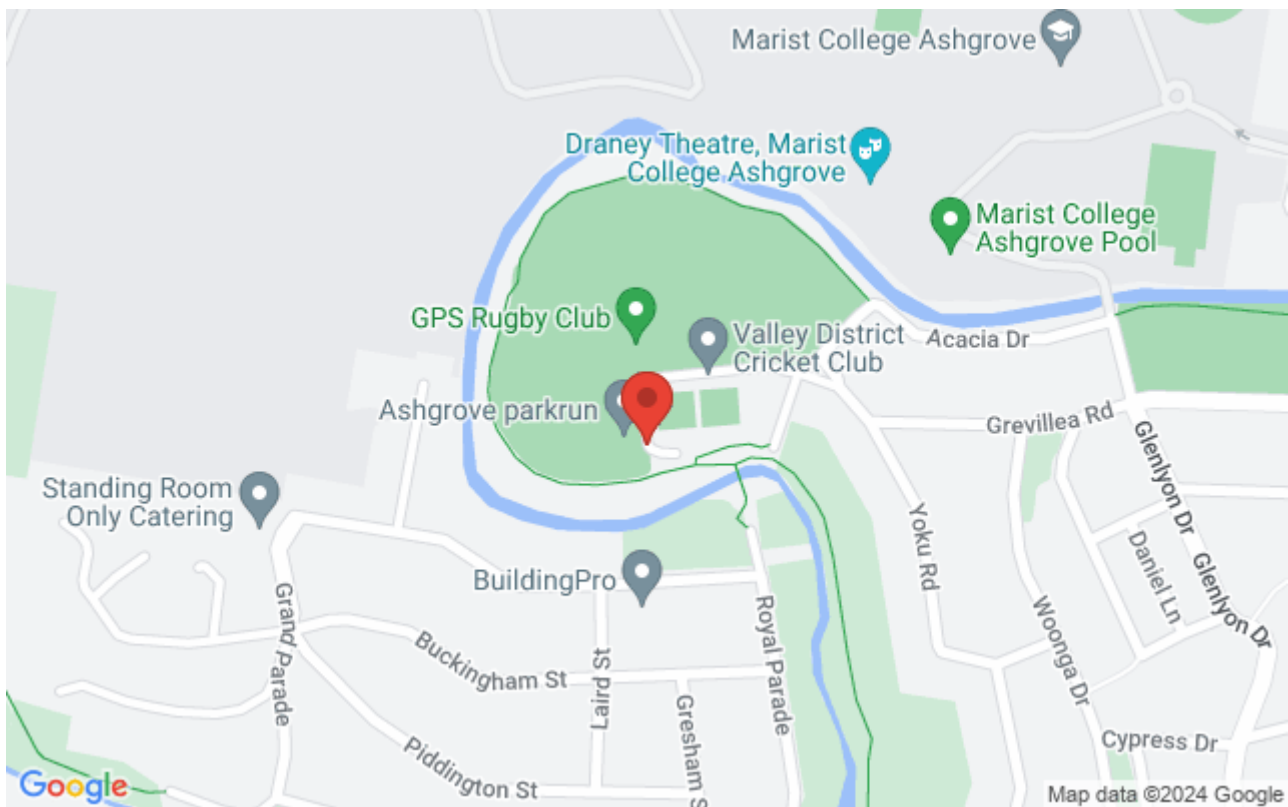 Marist College Ashgrove
Draney Theatre, Marist
College Ashgrove
Marist College
Ashgrove Pool
GPS Rugby Club
Valley District
Cricket Club
Acacia Dr
Ashgrove parkrun
Grevillea Rd
Glenlyon Dr
Standing Room
Only Catering
Yoku Rd
Daniel Ln
Glenlyon Dr
BuildingPro
Grand Parade
Royal Parade
Woonga Dr
Buckingham St
Laird St
Gresham S
Cypress Dr
Piddington St
Google
Map data ©2024 Google